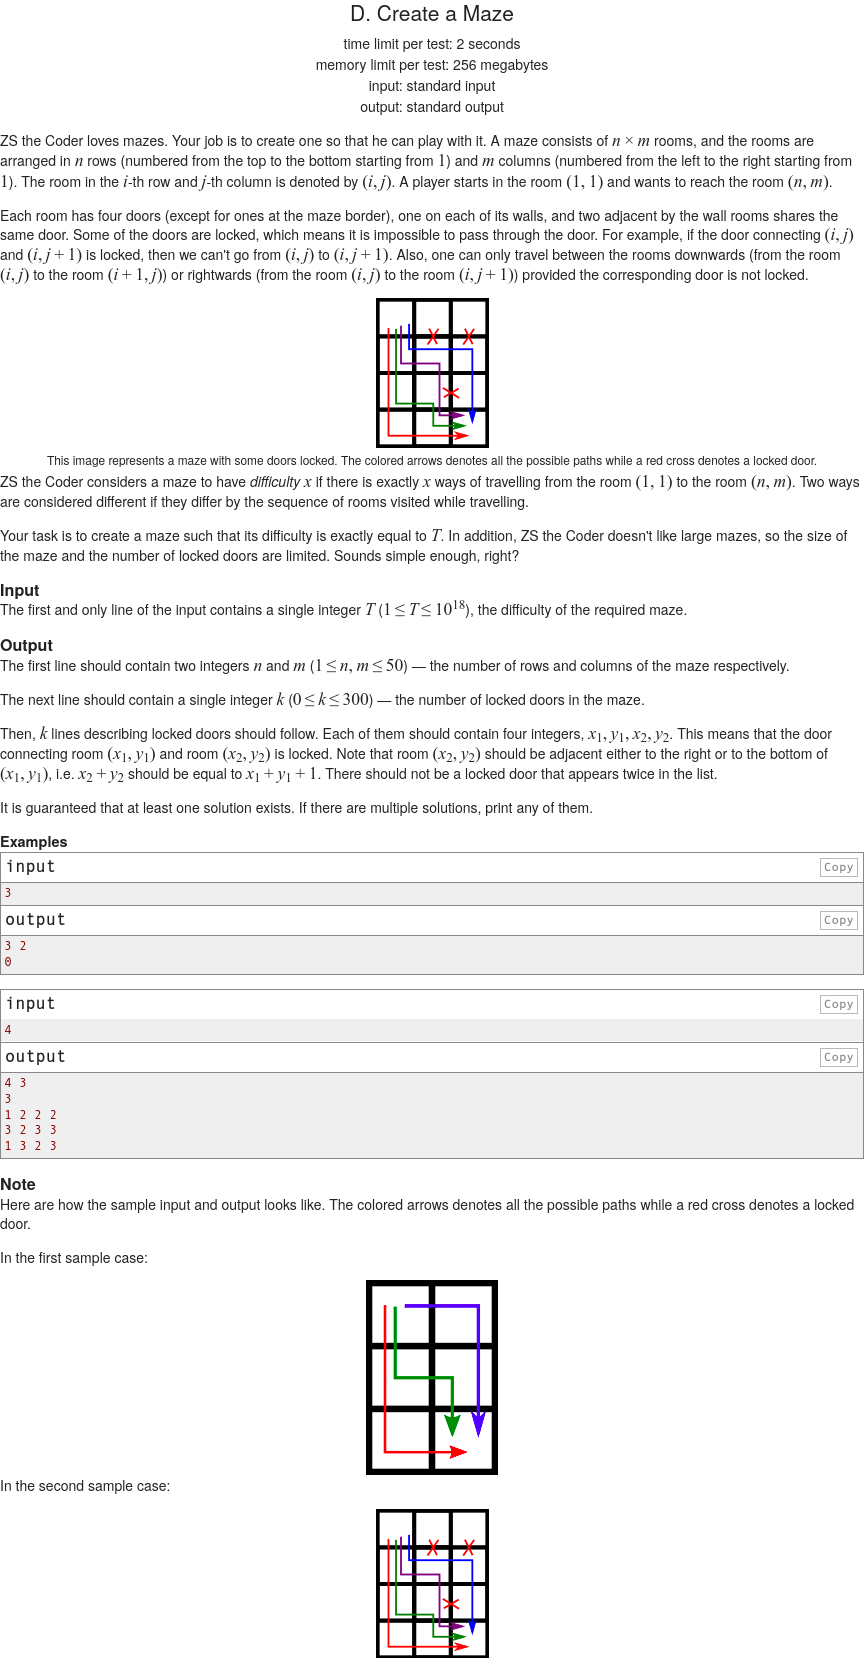 D. Create a Maze
time limit per test: 2 seconds
memory limit per test: 256 megabytes
input: standard input
output: standard output
ZS the Coder loves mazes. Your job is to create one so that he can play with it. A maze consists of n × m rooms, and the rooms are
arranged in n rows (numbered from the top to the bottom starting from 1) and m columns (numbered from the left to the right starting from
1). The room in the i-th row and j-th column is denoted by (i, j). A player starts in the room (1, 1) and wants to reach the room (n, m).
Each room has four doors (except for ones at the maze border), one on each of its walls, and two adjacent by the wall rooms shares the
same door. Some of the doors are locked, which means it is impossible to pass through the door. For example, if the door connecting (i, j)
and (i, j + 1) is locked, then we can't go from (i, j) to (i, j + 1). Also, one can only travel between the rooms downwards (from the room
(i, j) to the room (i + 1, j)) or rightwards (from the room (i, j) to the room (i, j + 1)) provided the corresponding door is not locked.
This image represents a maze with some doors locked. The colored arrows denotes all the possible paths while a red cross denotes a locked door.
ZS the Coder considers a maze to have difficulty x if there is exactly x ways of travelling from the room (1, 1) to the room (n, m). Two ways
are considered different if they differ by the sequence of rooms visited while travelling.
Your task is to create a maze such that its difficulty is exactly equal to T. In addition, ZS the Coder doesn't like large mazes, so the size of
the maze and the number of locked doors are limited. Sounds simple enough, right?
Input
The first and only line of the input contains a single integer T (1 ≤ T ≤ 10^18), the difficulty of the required maze.
Output
The first line should contain two integers n and m (1 ≤ n, m ≤ 50) — the number of rows and columns of the maze respectively.
The next line should contain a single integer k (0 ≤ k ≤ 300) — the number of locked doors in the maze.
Then, k lines describing locked doors should follow. Each of them should contain four integers, x1, y1, x2, y2. This means that the door
connecting room (x1, y1) and room (x2, y2) is locked. Note that room (x2, y2) should be adjacent either to the right or to the bottom of
(x1, y1), i.e. x2 + y2 should be equal to x1 + y1 + 1. There should not be a locked door that appears twice in the list.
It is guaranteed that at least one solution exists. If there are multiple solutions, print any of them.
Examples
input Copy
3
output Copy
3 2
0
input Copy
4
output Copy
4 3
3
1 2 2 2
3 2 3 3
1 3 2 3
Note
Here are how the sample input and output looks like. The colored arrows denotes all the possible paths while a red cross denotes a locked
door.
In the first sample case:
In the second sample case: